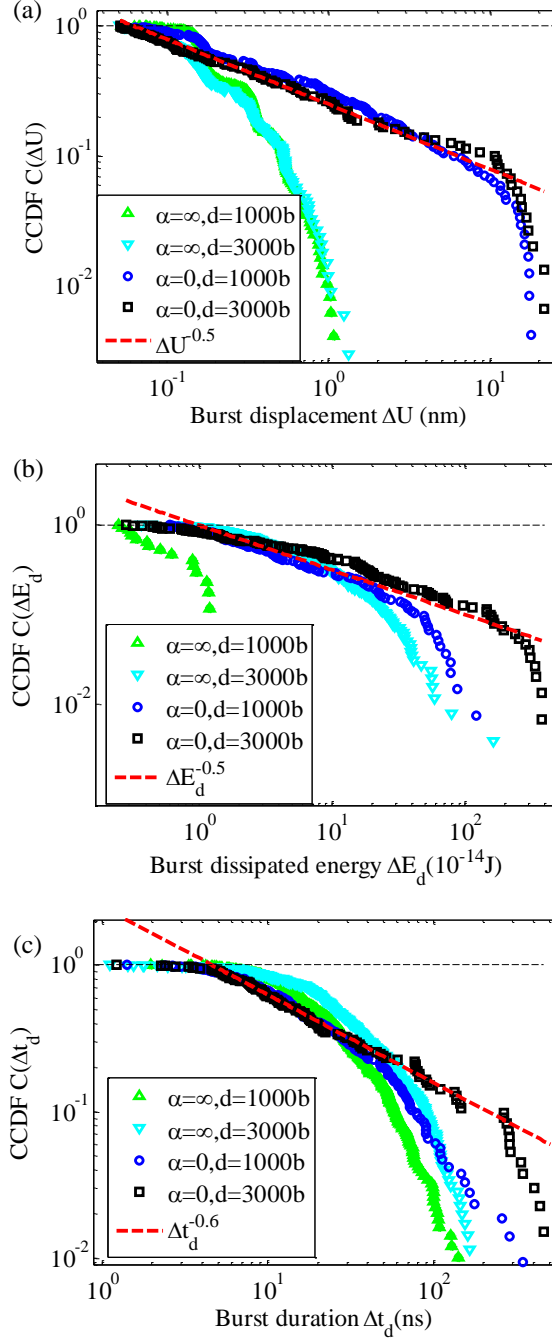 (a)
10^0
10^-1
10^-2
CCDF C(ΔU)
α=∞,d=1000b
α=∞,d=3000b
α=0,d=1000b
α=0,d=3000b
ΔU^-0.5
10^-1 10^0 10^1
Burst displacement ΔU (nm)
(b)
10^0
10^-2
CCDF C(ΔE_d)
α=∞,d=1000b
α=∞,d=3000b
α=0,d=1000b
α=0,d=3000b
ΔE_d^-0.5
10^0 10^1 10^2
Burst dissipated energy ΔE_d(10^-14J)
(c)
10^0
10^-1
10^-2
CCDF C(Δt_d)
α=∞,d=1000b
α=∞,d=3000b
α=0,d=1000b
α=0,d=3000b
Δt_d^-0.6
10^0 10^1 10^2
Burst duration Δt_d(ns)